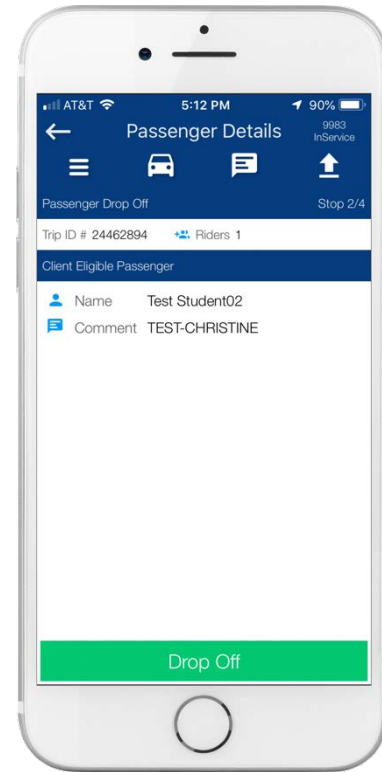 AT&T 5:12 PM 90%
Passenger Details 9983
InService
Passenger Drop Off Stop 2/4
Trip ID # 24462894 Riders 1
Client Eligible Passenger
Name Test Student02
Comment TEST-CHRISTINE
Drop Off